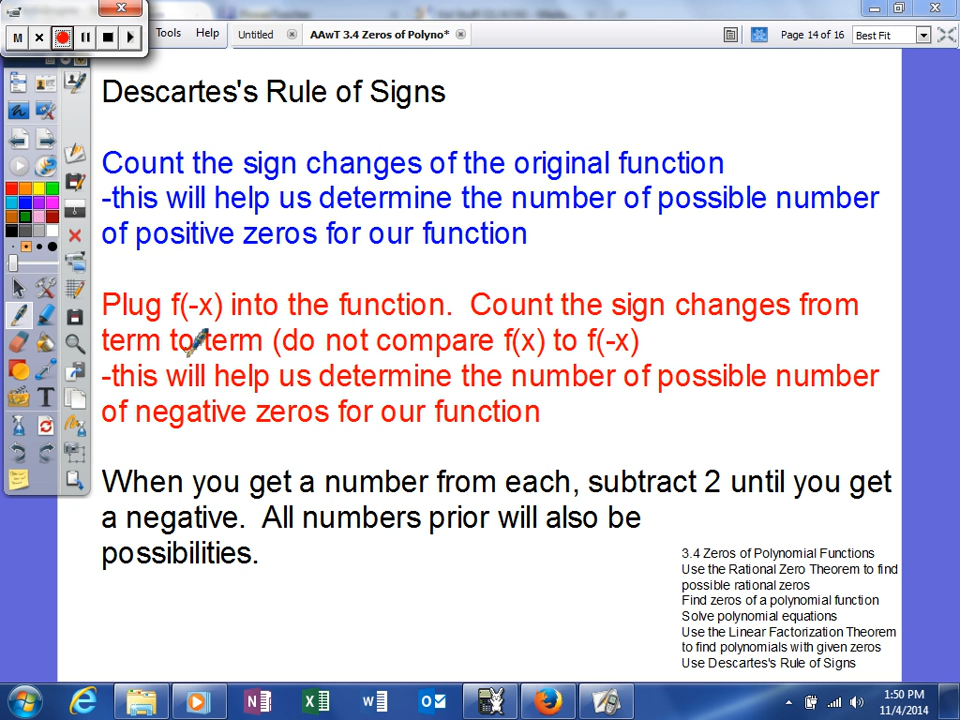 M
Tools Help
Untitled
AAwT 3.4 Zeros of Polyno*
Page 14 of 16
Best Fit
Descartes's Rule of Signs
Count the sign changes of the original function
-this will help us determine the number of possible number
of positive zeros for our function
Plug f(-x) into the function. Count the sign changes from
term to term (do not compare f(x) to f(-x)
-this will help us determine the number of possible number
of negative zeros for our function
When you get a number from each, subtract 2 until you get
a negative. All numbers prior will also be
possibilities.
3.4 Zeros of Polynomial Functions
Use the Rational Zero Theorem to find
possible rational zeros
Find zeros of a polynomial function
Solve polynomial equations
Use the Linear Factorization Theorem
to find polynomials with given zeros
Use Descartes's Rule of Signs
1:50 PM
11/4/2014